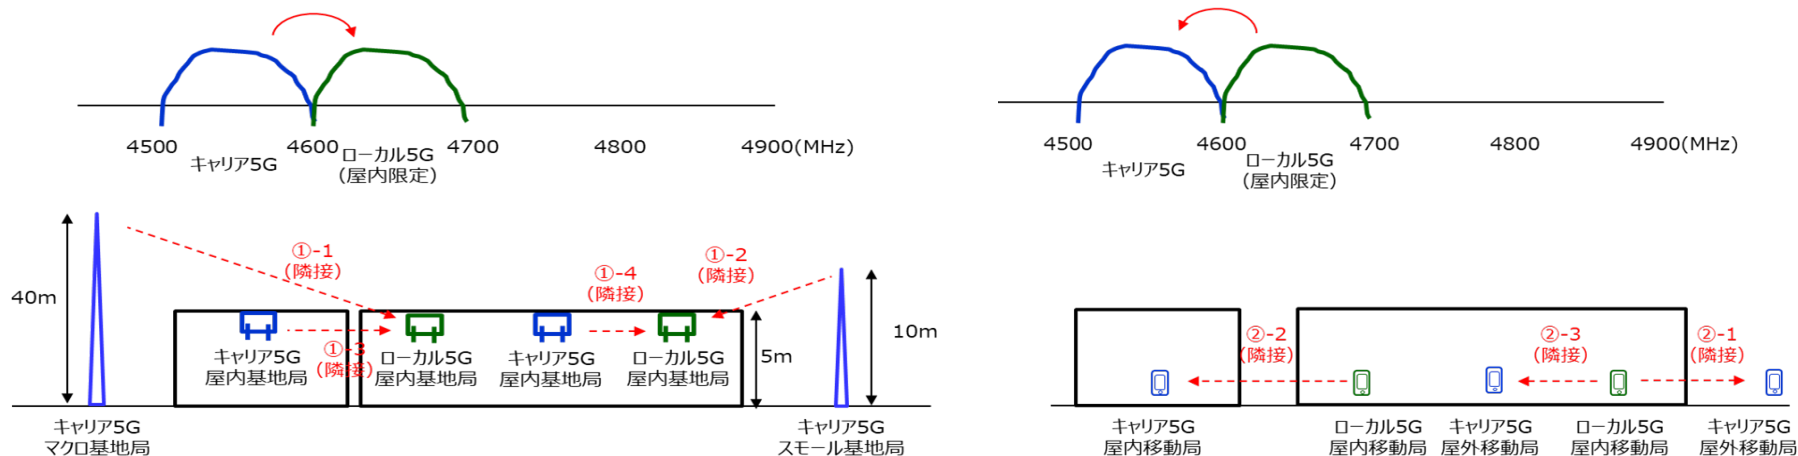 4500 4600 4700 4800 4900(MHz)
キャリア5G
ローカル5G
(屋内限定)
40m
①-1
(隣接)
①-4
(隣接)
①-2
(隣接)
10m
5m
①-3
(隣接)
キャリア5G
屋内基地局
ローカル5G
屋内基地局
キャリア5G
屋内基地局
ローカル5G
屋内基地局
キャリア5G
マクロ基地局
キャリア5G
スモール基地局
4500 4600 4700 4800 4900(MHz)
キャリア5G
ローカル5G
(屋内限定)
②-2
(隣接)
②-3
(隣接)
②-1
(隣接)
キャリア5G
屋内移動局
ローカル5G
屋内移動局
キャリア5G
屋外移動局
ローカル5G
屋内移動局
キャリア5G
屋外移動局